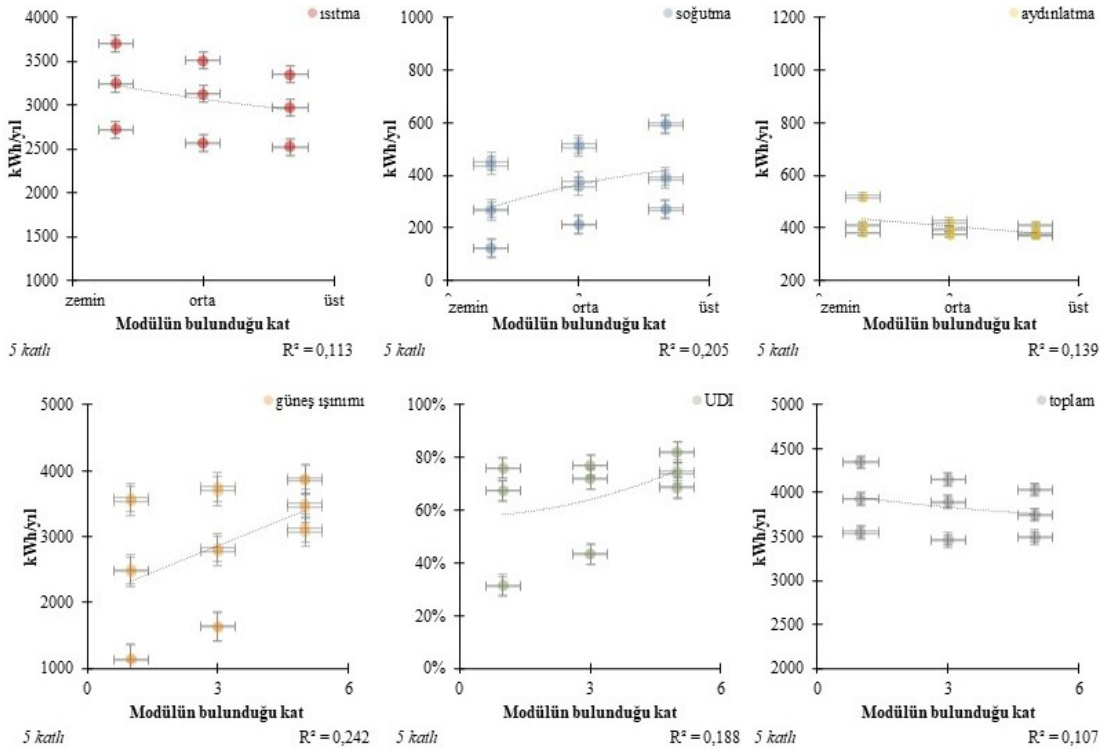 ısıtma
4000
3500
3000
2500
2000
1500
1000
kWh/yıl
zemin
orta
üst
Modülün bulunduğu kat
5 katlı
R² = 0,113
soğutma
1000
800
600
400
200
0
kWh/yıl
zemin
orta
üst
6
Modülün bulunduğu kat
5 katlı
R² = 0,205
aydınlatma
1200
1000
800
600
400
200
kWh/yıl
zemin
orta
üst
Modülün bulunduğu kat
5 katlı
R² = 0,139
güneş ışınımı
5000
4000
3000
2000
1000
kWh/yıl
0
3
6
Modülün bulunduğu kat
5 katlı
R² = 0,242
UDI
100%
80%
60%
40%
20%
0%
0
3
6
Modülün bulunduğu kat
5 katlı
R² = 0,188
toplam
5000
4500
4000
3500
3000
2500
2000
kWh/yıl
0
3
6
Modülün bulunduğu kat
5 katlı
R² = 0,107